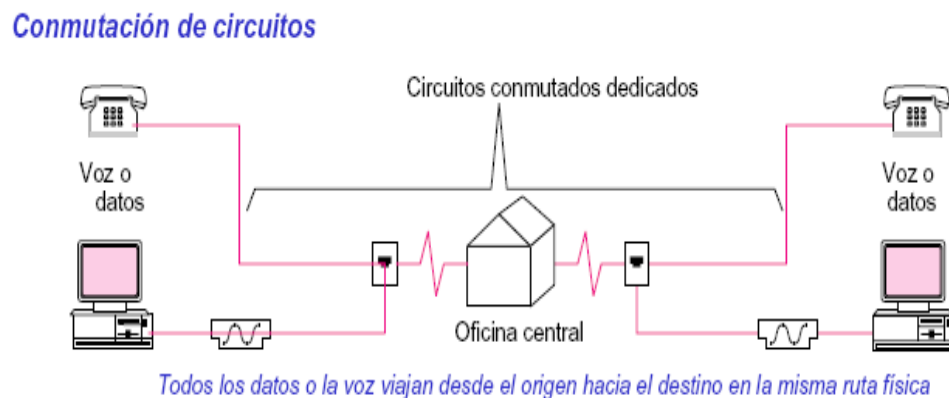 Conmutación de circuitos
Circuitos conmutados dedicados
Voz o
datos
Voz o
datos
Oficina central
Todos los datos o la voz viajan desde el origen hacia el destino en la misma ruta física